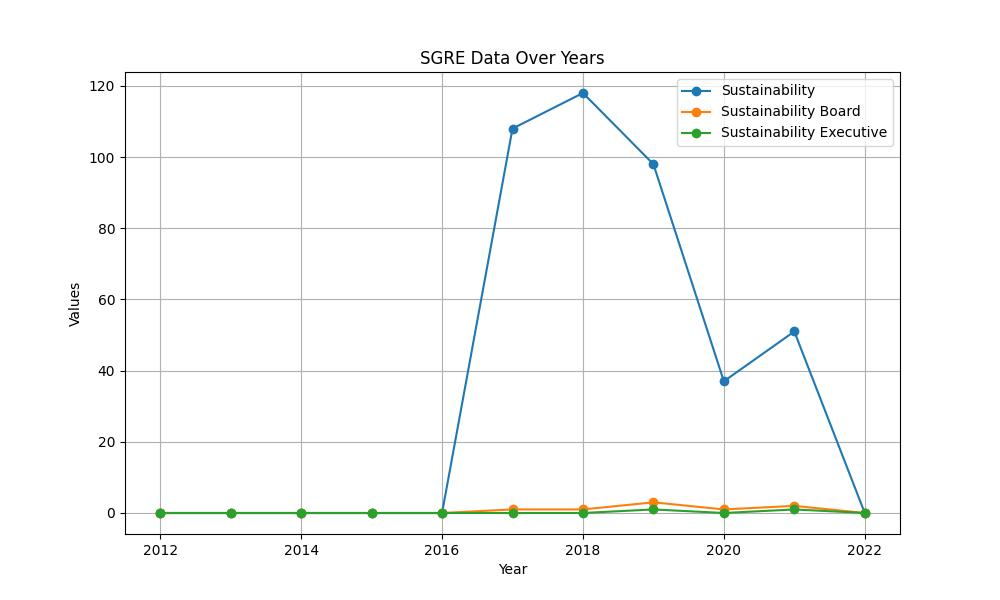 SGRE Data Over Years
Sustainability
Sustainability Board
Sustainability Executive
120
100
80
60
40
20
0
Values
2012 2014 2016 2018 2020 2022
Year